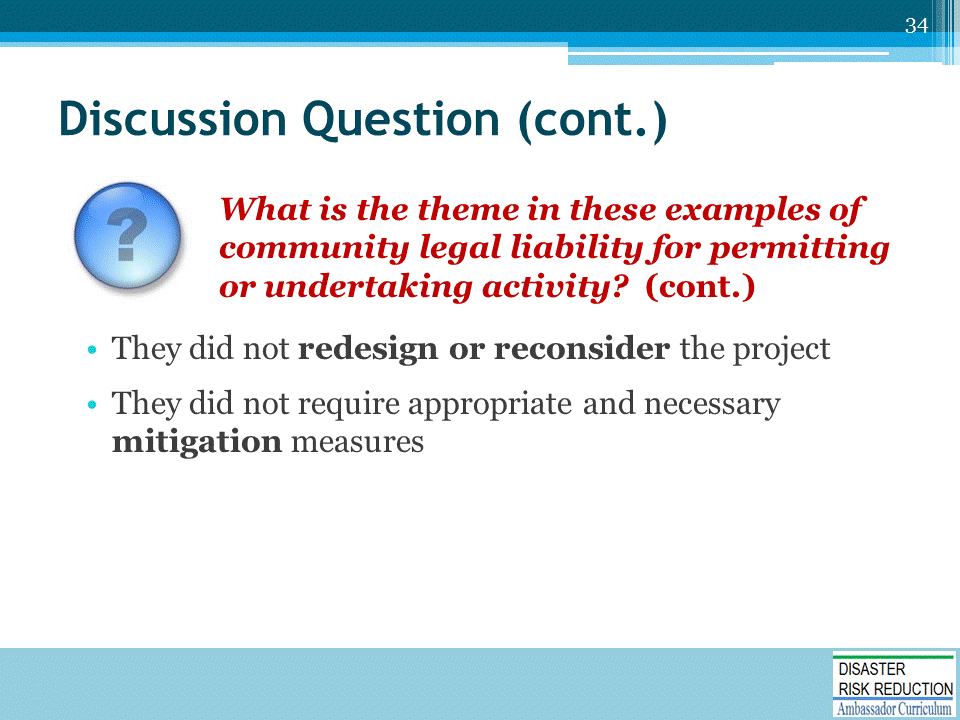 34
Discussion Question (cont.)
?
What is the theme in these examples of
community legal liability for permitting
or undertaking activity? (cont.)
• They did not redesign or reconsider the project
• They did not require appropriate and necessary
mitigation measures
DISASTER
RISK REDUCTION
Ambassador Curriculum